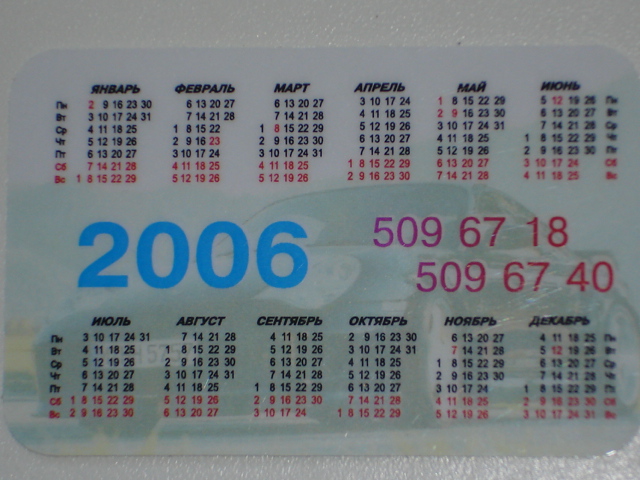 ЯНВАРЬ ФЕВРАЛЬ МАРТ АПРЕЛЬ МАЙ ИЮНЬ
Пн 2 9 16 23 30 6 13 20 27 6 13 20 27 3 10 17 24 1 8 15 22 29 5 12 19 26 Пн
Вт 3 10 17 24 31 7 14 21 28 7 14 21 28 4 11 18 25 2 9 16 23 30 6 13 20 27 Вт
Ср 4 11 18 25 1 8 15 22 1 8 15 22 29 5 12 19 26 3 10 17 24 31 7 14 21 28 Ср
Чт 5 12 19 26 2 9 16 23 2 9 16 23 30 6 13 20 27 4 11 18 25 1 8 15 22 29 Чт
Пт 6 13 20 27 3 10 17 24 3 10 17 24 31 7 14 21 28 5 12 19 26 2 9 16 23 30 Пт
Сб 7 14 21 28 4 11 18 25 4 11 18 25 1 8 15 22 29 6 13 20 27 3 10 17 24 Сб
Вс 1 8 15 22 29 5 12 19 26 5 12 19 26 2 9 16 23 30 7 14 21 28 4 11 18 25 Вс
2006
509 67 18
509 67 40
ИЮЛЬ АВГУСТ СЕНТЯБРЬ ОКТЯБРЬ НОЯБРЬ ДЕКАБРЬ
Пн 3 10 17 24 31 7 14 21 28 4 11 18 25 2 9 16 23 30 6 13 20 27 4 11 18 25 Пн
Вт 4 11 18 25 1 8 15 22 29 5 12 19 26 3 10 17 24 31 7 14 21 28 5 12 19 26 Вт
Ср 5 12 19 26 2 9 16 23 30 6 13 20 27 4 11 18 25 1 8 15 22 29 6 13 20 27 Ср
Чт 6 13 20 27 3 10 17 24 31 7 14 21 28 5 12 19 26 2 9 16 23 30 7 14 21 28 Чт
Пт 7 14 21 28 4 11 18 25 1 8 15 22 29 6 13 20 27 3 10 17 24 1 8 15 22 29 Пт
Сб 1 8 15 22 29 5 12 19 26 2 9 16 23 30 7 14 21 28 4 11 18 25 2 9 16 23 30 Сб
Вс 2 9 16 23 30 6 13 20 27 3 10 17 24 1 8 15 22 29 5 12 19 26 3 10 17 24 31 Вс